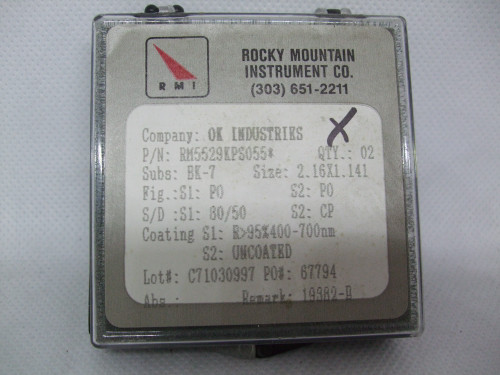 RMI
ROCKY MOUNTAIN
INSTRUMENT CO.
(303) 651-2211
X
Company: OK INDUSTRIES
P/N: RM5529KPS055* QTY.: 02
Subs: BK-7 Size: 2.16X1.141
Fig.:S1: PO S2: PO
S/D :S1: 80/50 S2: CP
Coating S1: R>95%400-700nm
S2: UNCOATED
Lot#: C71030997 PO#: 67794
Abs.: Remark: 19982-B